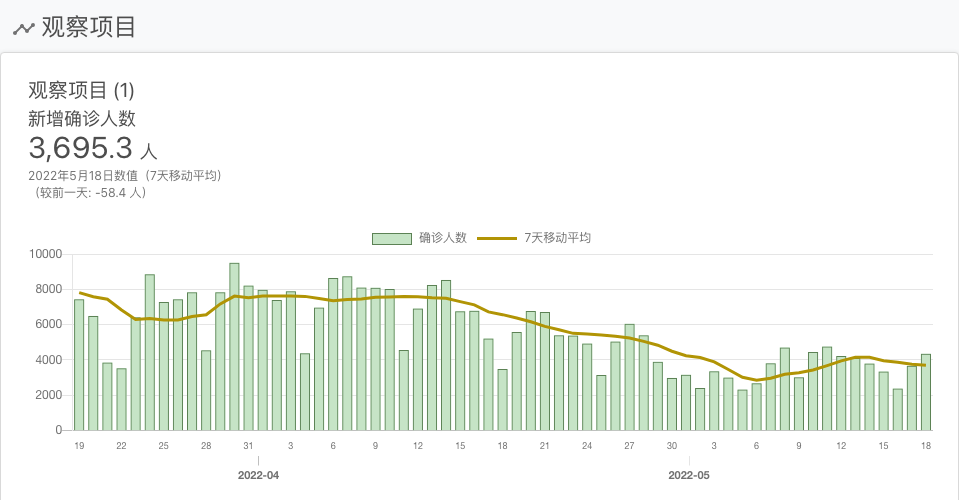 观察项目
观察项目 (1)
新增确诊人数
3,695.3 人
2022年5月18日数值（7天移动平均）
（较前一天: -58.4 人）
确诊人数 7天移动平均
10000
8000
6000
4000
2000
0
19 22 25 28 31 3 6 9 12 15 18 21 24 27 30 3 6 9 12 15 18
2022-04 2022-05